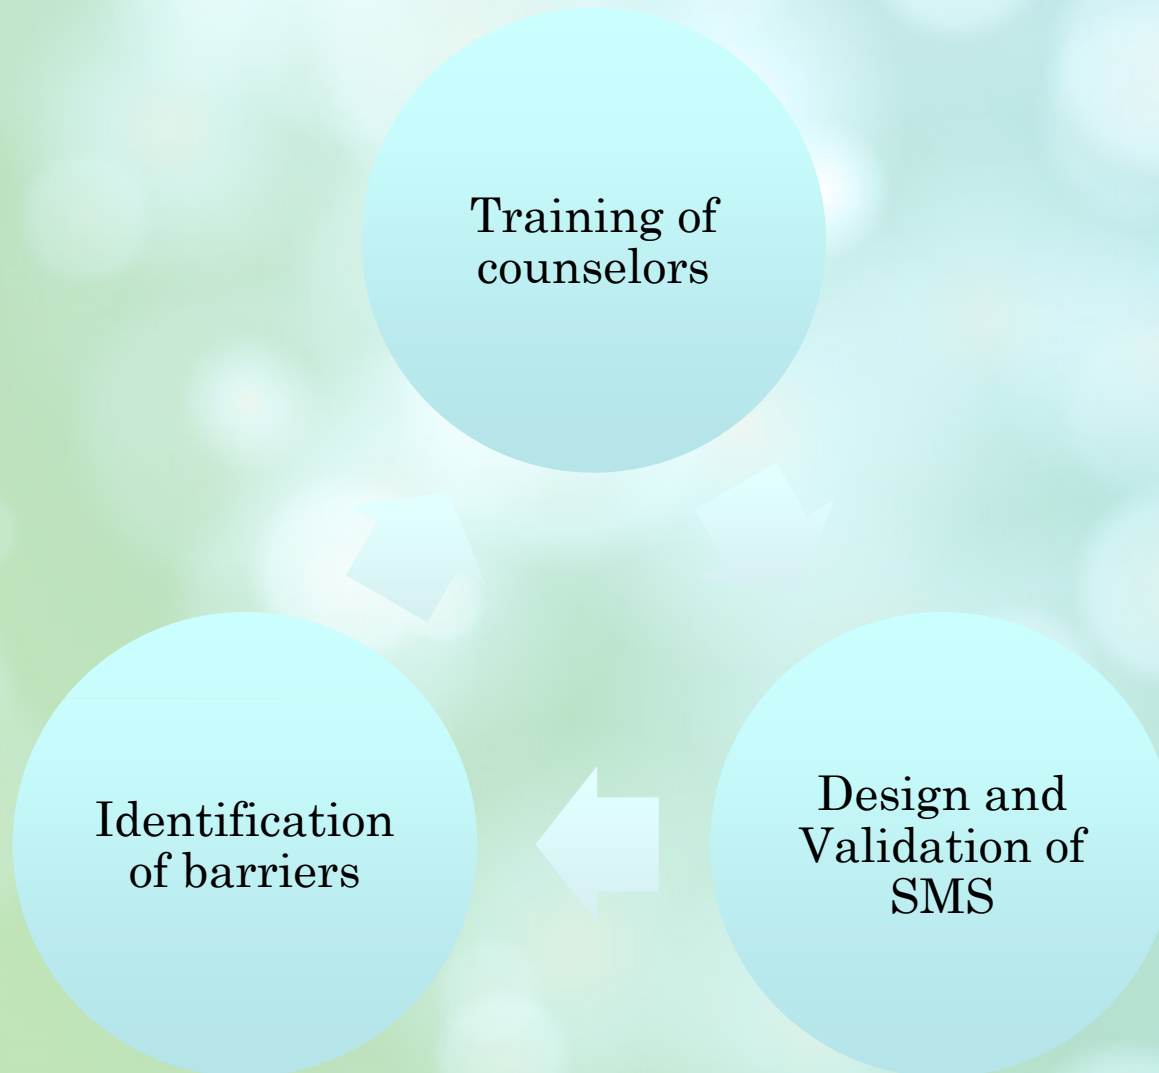 Training of
counselors
Design and
Validation of
SMS
Identification
of barriers